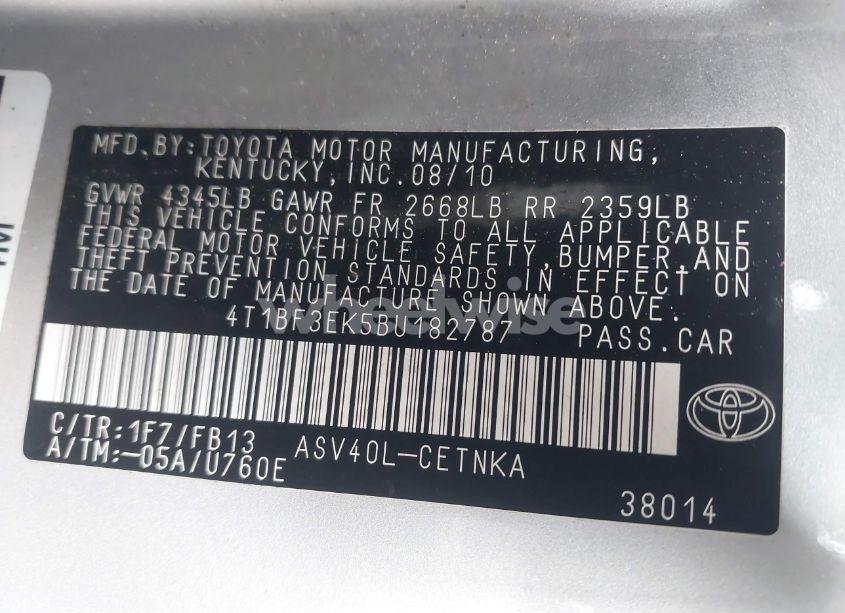 MFD. BY: TOYOTA MOTOR MANUFACTURING,
KENTUCKY, INC. 08/10
GVWR 4345LB GAWR FR 2668LB RR 2359LB
THIS VEHICLE CONFORMS TO ALL APPLICABLE
FEDERAL MOTOR VEHICLE SAFETY, BUMPER, AND
THEFT PREVENTION STANDARDS IN EFFECT ON
THE DATE OF MANUFACTURE SHOWN ABOVE.
wheelwise
4T1BF3EK5BU182787 PASS. CAR
C/TR: 1F7/FB13 ASV40L-CETNKA
A/TM: -05A/U760E
38014